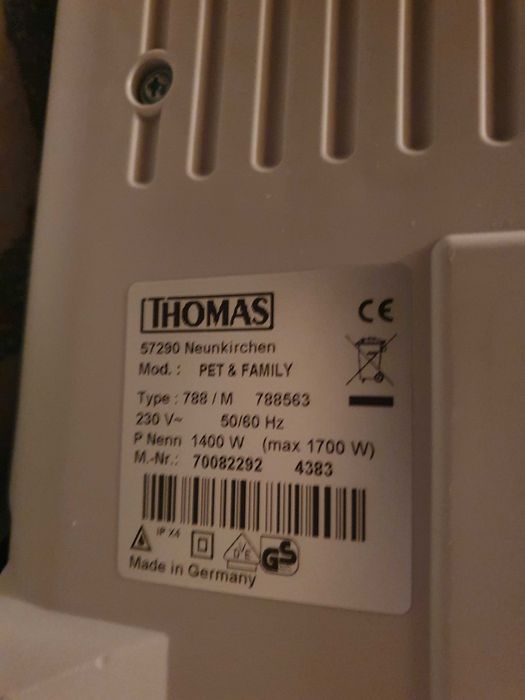 THOMAS
CE
57290 Neunkirchen
Mod. : PET & FAMILY
Type : 788 / M 788563
230 V~ 50/60 Hz
P Nenn 1400 W (max 1700 W)
M.-Nr.: 70082292 4383
IP X4
VDE
GS
Made in Germany